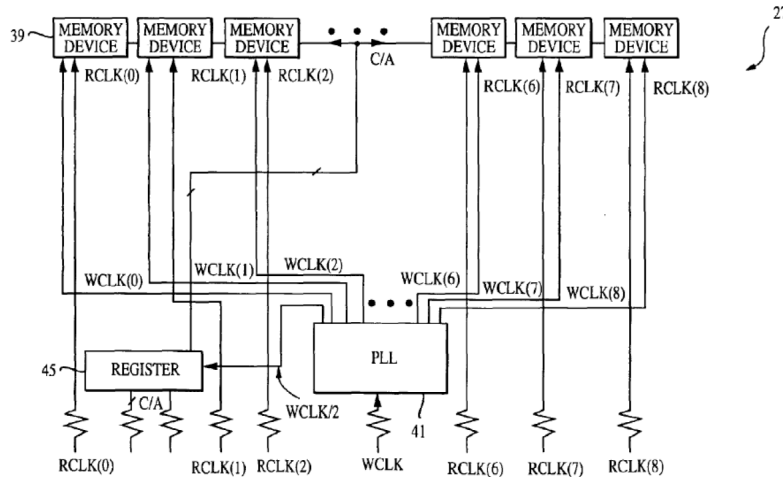 27
39
MEMORY DEVICE
MEMORY DEVICE
MEMORY DEVICE
MEMORY DEVICE
MEMORY DEVICE
MEMORY DEVICE
C/A
RCLK(0)
RCLK(1)
RCLK(2)
RCLK(6)
RCLK(7)
RCLK(8)
WCLK(0)
WCLK(1)
WCLK(2)
WCLK(6)
WCLK(7)
WCLK(8)
45
REGISTER
PLL
C/A
WCLK/2
41
RCLK(0)
RCLK(1)
RCLK(2)
WCLK
RCLK(6)
RCLK(7)
RCLK(8)